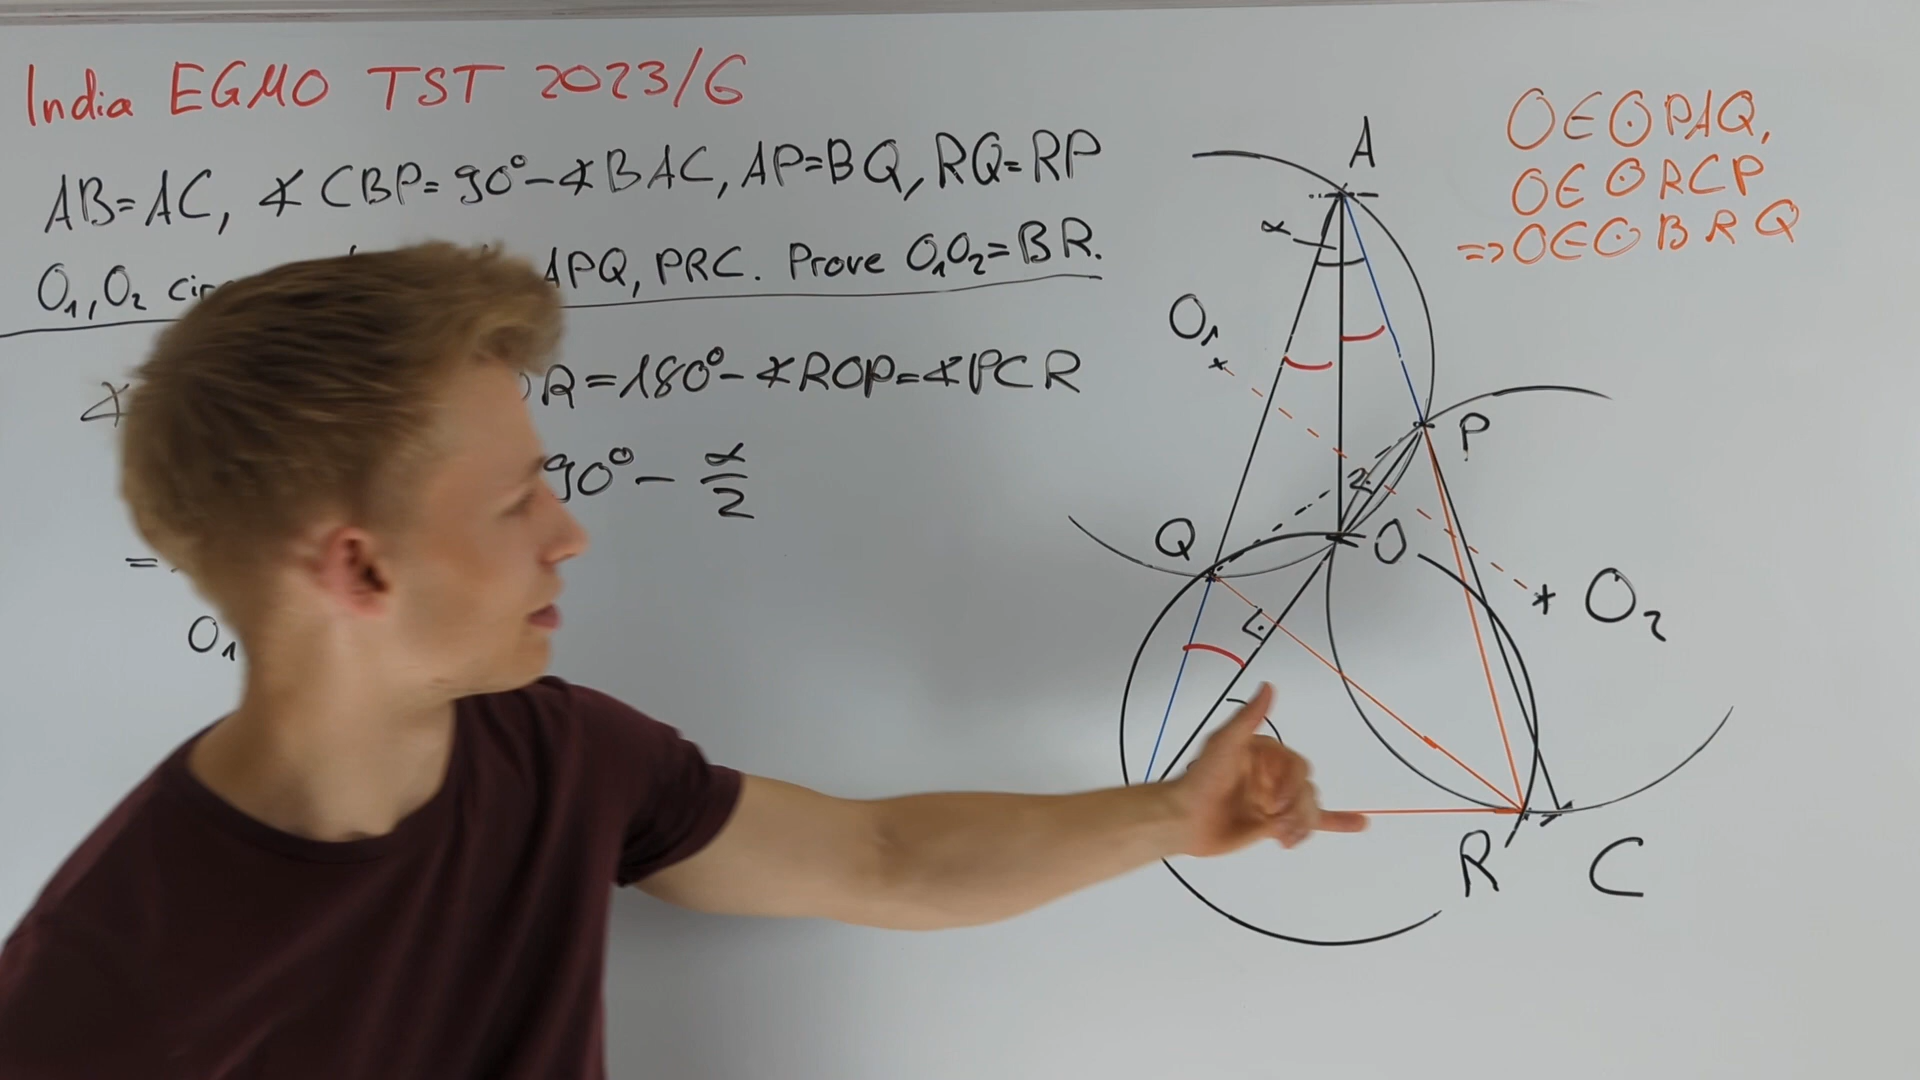 India EGMO TST 2023/6
AB=AC, ∢CBP=90°-∢BAC, AP=BQ, RQ=RP
O₁,O₂ APQ, PRC. Prove O₁O₂=BR.
∢ R=180°-∢ROP=∢PCR
90°-α/2
=
O₁
O∈⊙PAQ,
O∈⊙RCP
=>O∈⊙BRQ
A
α
O₁
P
2
Q
O
O₂
R
C